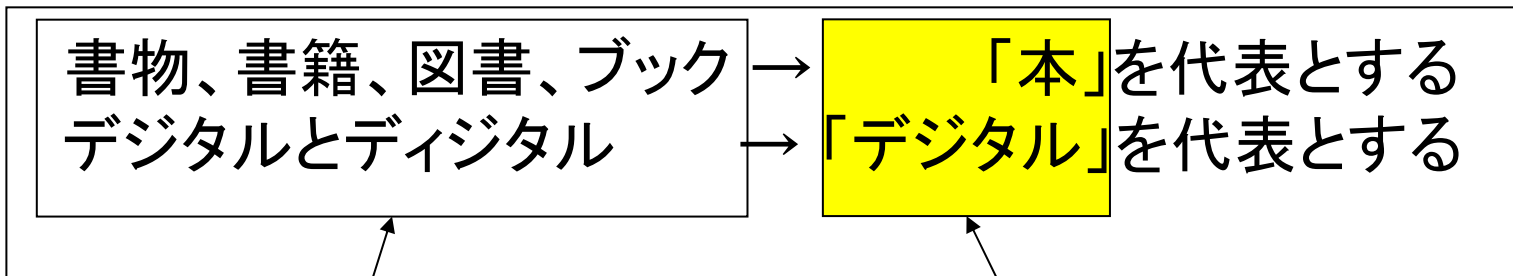 書物、書籍、図書、ブック→「本」を代表とする
デジタルとディジタル→「デジタル」を代表とする